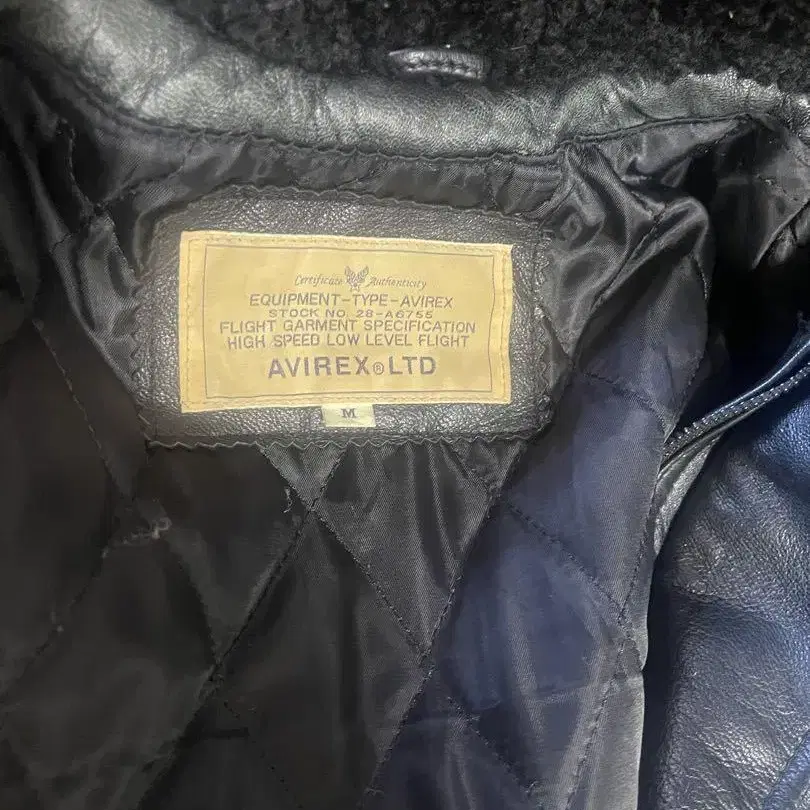 Certificate Authenticity
EQUIPMENT-TYPE-AVIREX
STOCK NO. 28-A6755
FLIGHT GARMENT SPECIFICATION
HIGH SPEED LOW LEVEL FLIGHT
AVIREX® LTD
M